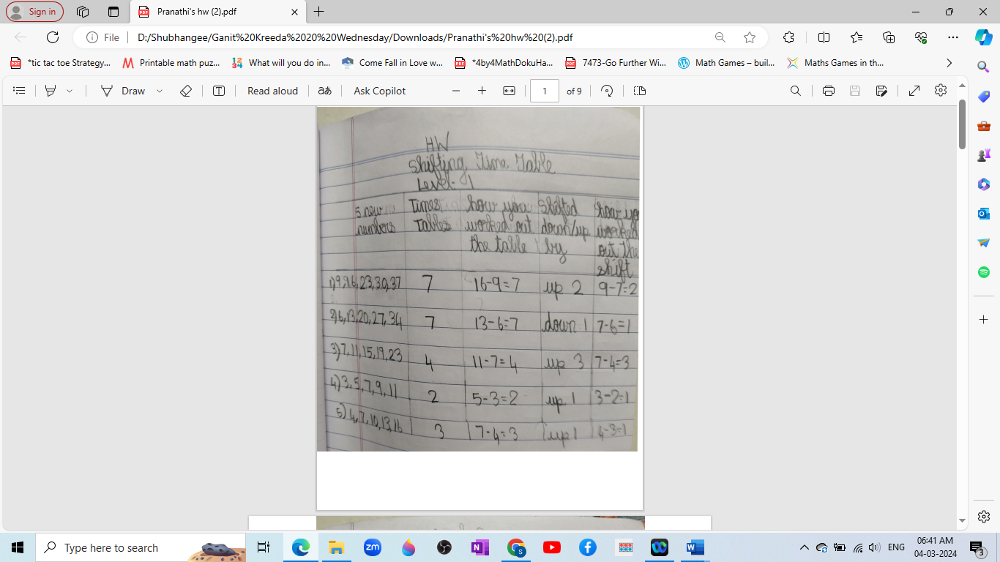 Sign in
Pranathi's hw (2).pdf
File
D:/Shubhangee/Ganit%20Kreeda%2020%20Wednesday/Downloads/Pranathi's%20hw%20(2).pdf
*tic tac toe Strategy...
Printable math puz...
What will you do in...
Come Fall in Love w...
*4by4MathDokuHa...
7473-Go Further Wi...
Math Games – buil...
Maths Games in th...
Draw
Read aloud
Ask Copilot
1
of 9
HW
Shifting Time Table
Level- 1
5 new numbers
Times Tables
how you worked out the table
Shifted down/up by
how yo worked out the shift
1) 9,16,23,30,37 7 16-9=7 up 2 9-7=2
2) 6,13,20,27,34 7 13-6=7 down 1 7-6=1
3) 7,11,15,19,23 4 11-7=4 up 3 7-4=3
4) 3,5,7,9,11 2 5-3=2 up 1 3-2=1
5) 4,7,10,13,16 3 7-4=3 up 1 4-3=1
Type here to search
ENG
06:41 AM
04-03-2024
3